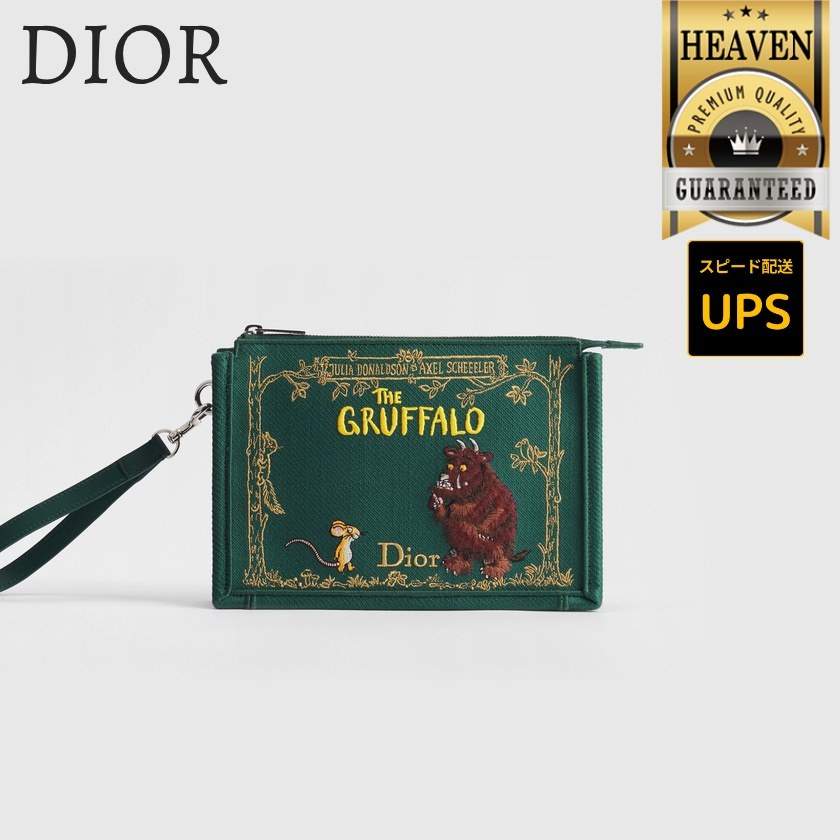 DIOR
HEAVEN
PREMIUM QUALITY
GUARANTEED
スピード配送
UPS
JULIA DONALDSON AXEL SCHEFFLER
THE
GRUFFALO
Dior